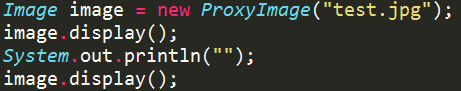 Image image = new ProxyImage("test.jpg");
image.display();
System.out.println("");
image.display();